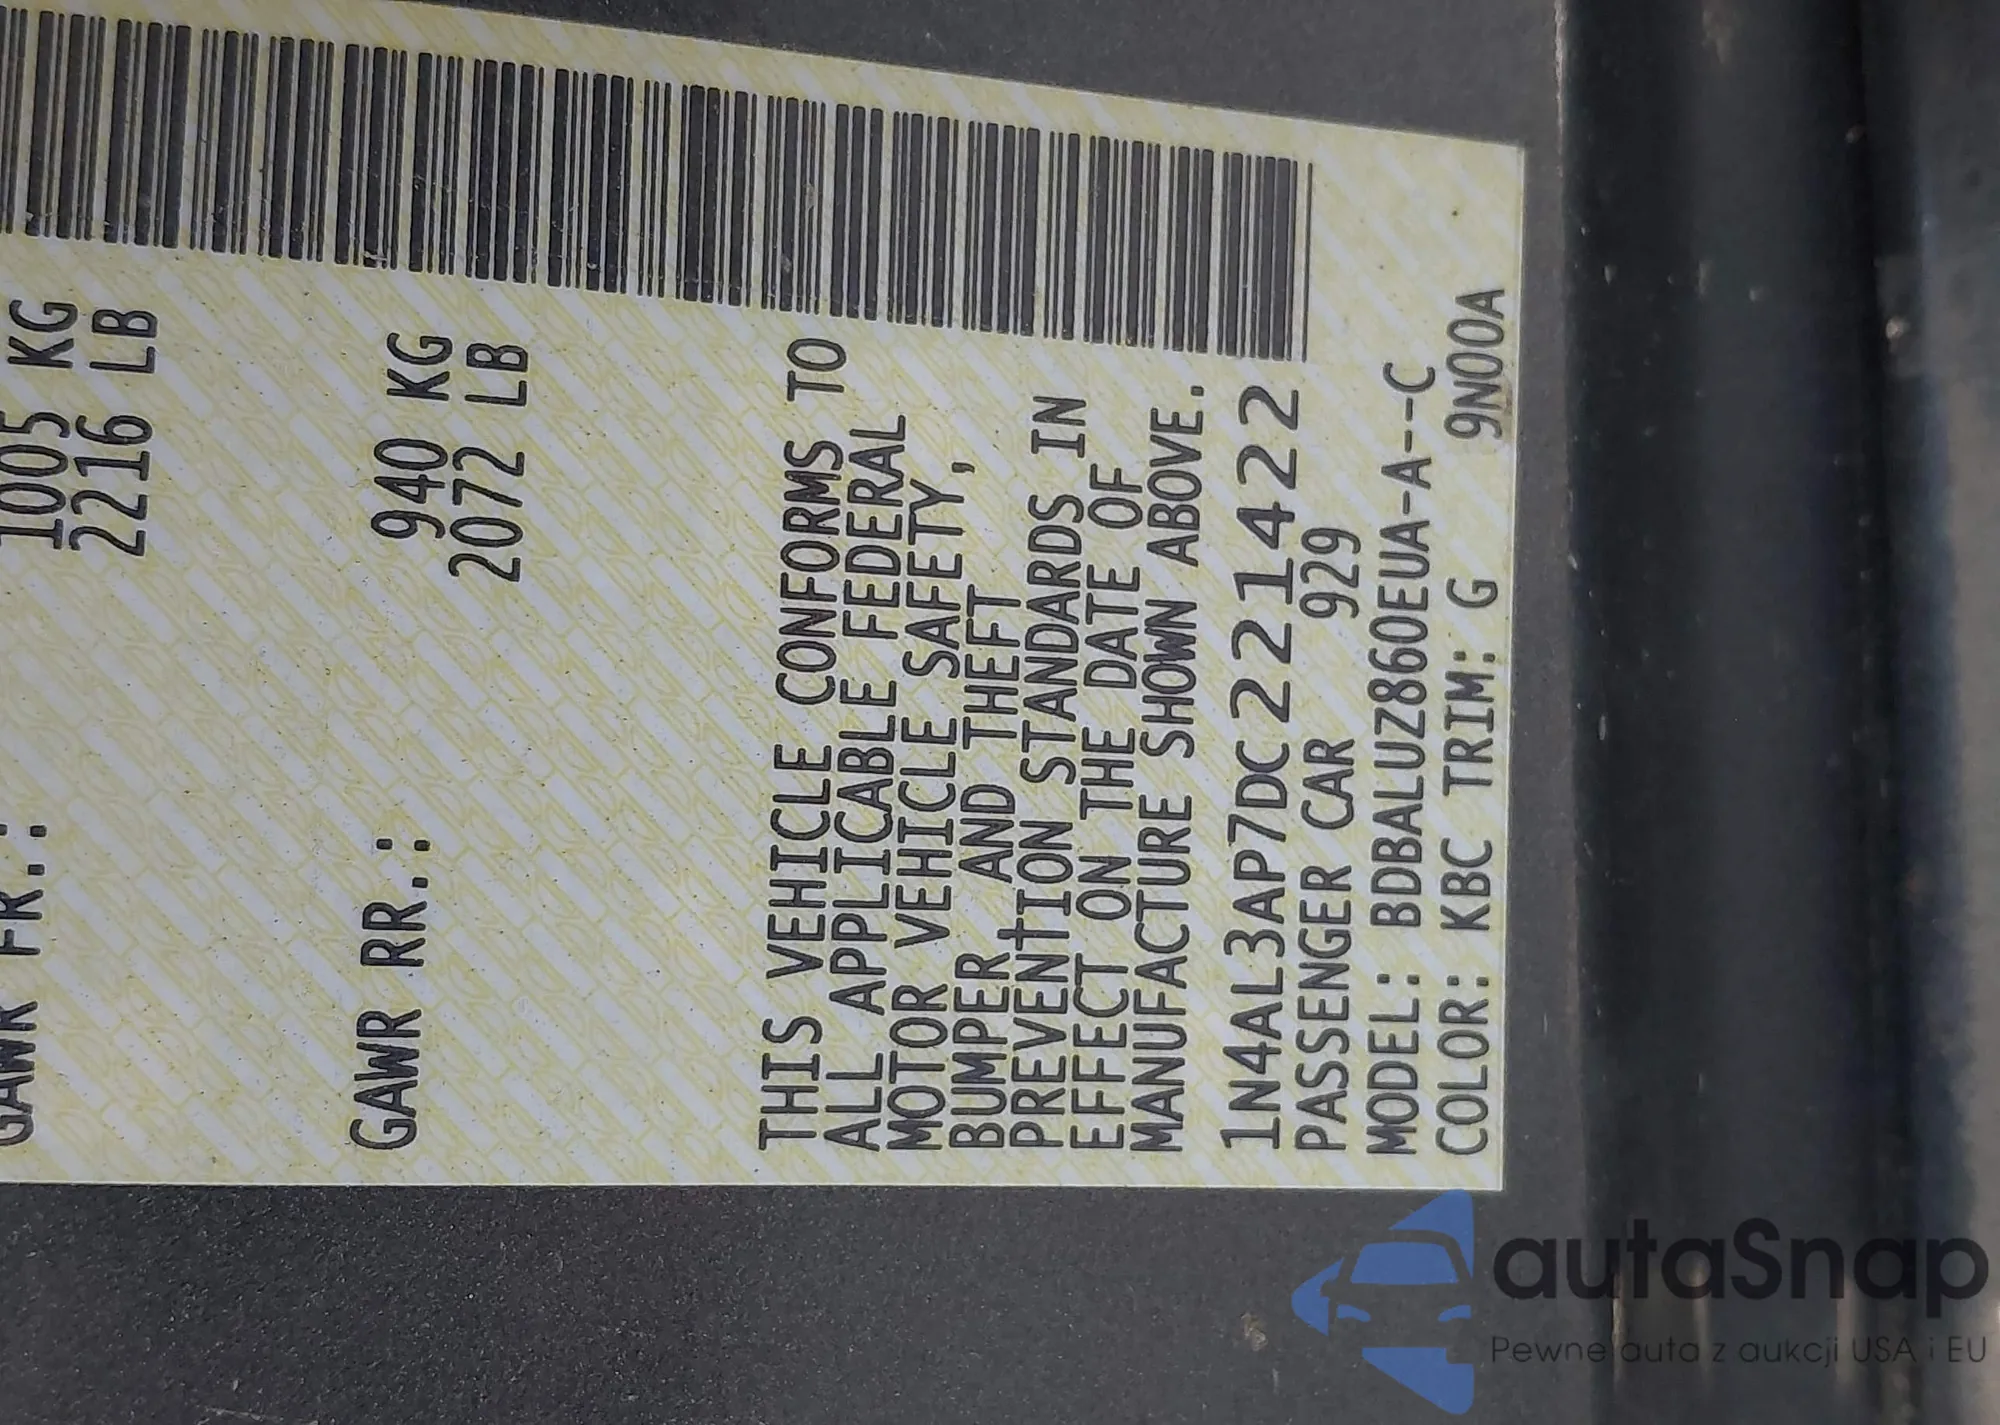 GAWR FR.: 1005 KG
2216 LB
GAWR RR.: 940 KG
2072 LB
THIS VEHICLE CONFORMS TO
ALL APPLICABLE FEDERAL
MOTOR VEHICLE SAFETY,
BUMPER AND THEFT
PREVENTION STANDARDS IN
EFFECT ON THE DATE OF
MANUFACTURE SHOWN ABOVE.
1N4AL3AP7DC221422
PASSENGER CAR 929
MODEL: BDBALUZ860EUA-A--C
COLOR: KBC TRIM: G 9N00A
autaSnap
Pewne auta z aukcji USA i EU